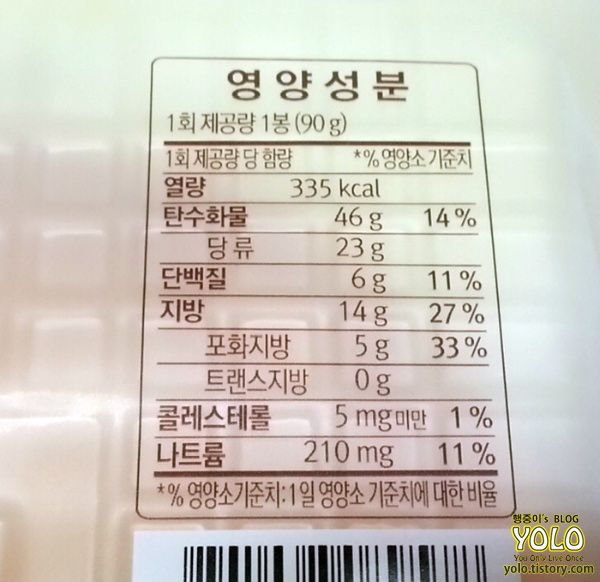 영양성분
1회 제공량 1봉 (90 g)
1회 제공량 당 함량 *% 영양소 기준치
열량 335 kcal
탄수화물 46 g 14 %
당류 23 g
단백질 6 g 11 %
지방 14 g 27 %
포화지방 5 g 33 %
트랜스지방 0 g
콜레스테롤 5 mg 미만 1 %
나트륨 210 mg 11 %
*% 영양소기준치: 1일 영양소 기준치에 대한 비율
행중이's BLOG
YOLO
You Only Live Once
yolo.tistory.com